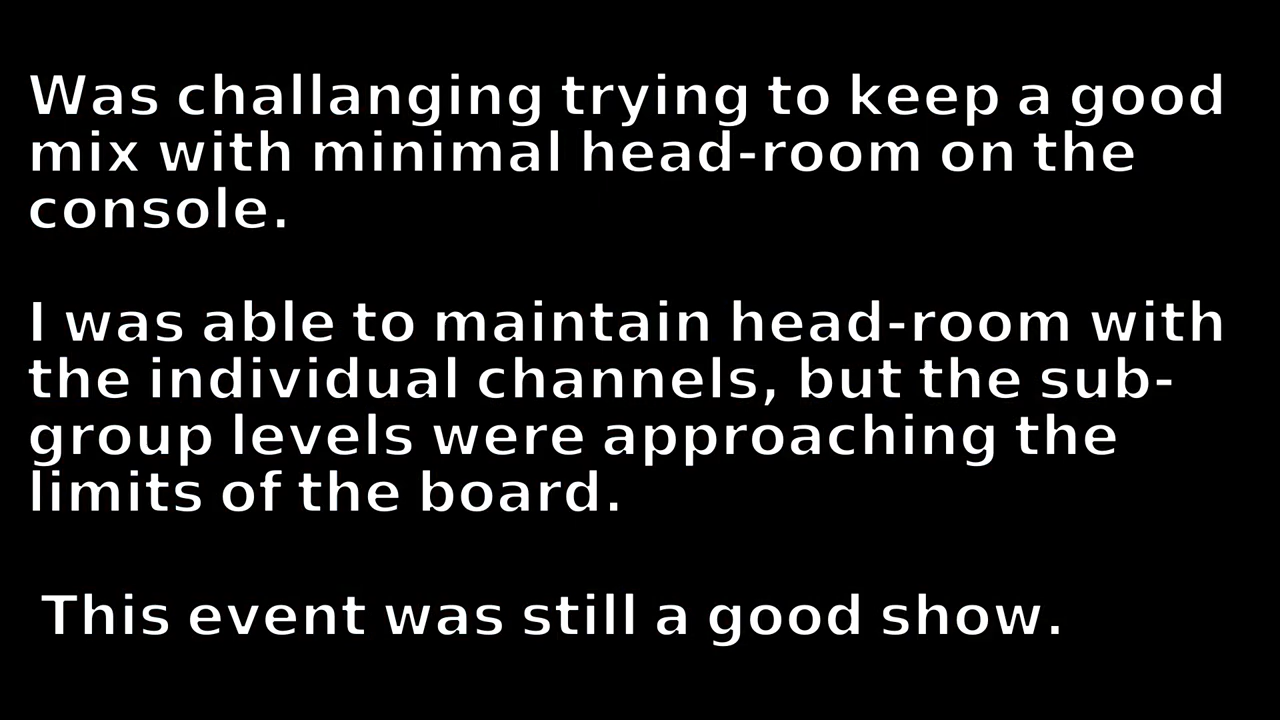 Was challanging trying to keep a good
mix with minimal head-room on the
console.
I was able to maintain head-room with
the individual channels, but the sub-
group levels were approaching the
limits of the board.
This event was still a good show.